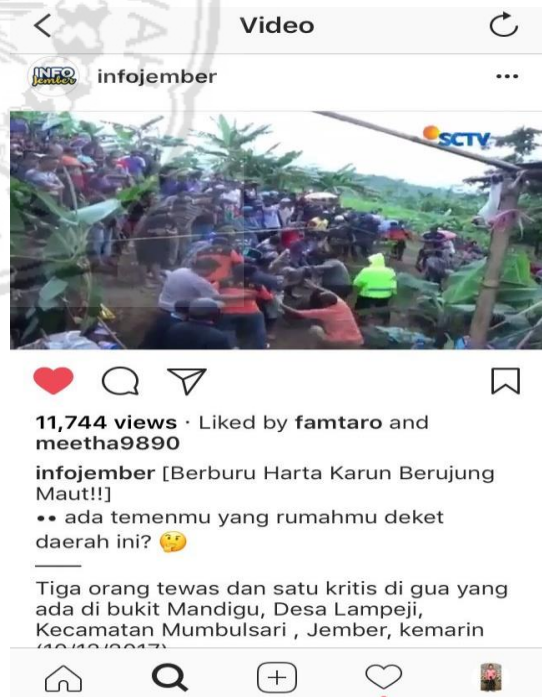 Video
INFO
Jember
infojember
SCTV
11,744 views · Liked by famtaro and
meetha9890
infojember [Berburu Harta Karun Berujung
Maut!!]
•• ada temenmu yang rumahmu deket
daerah ini? 🤔
Tiga orang tewas dan satu kritis di gua yang
ada di bukit Mandigu, Desa Lampeji,
Kecamatan Mumbulsari , Jember, kemarin